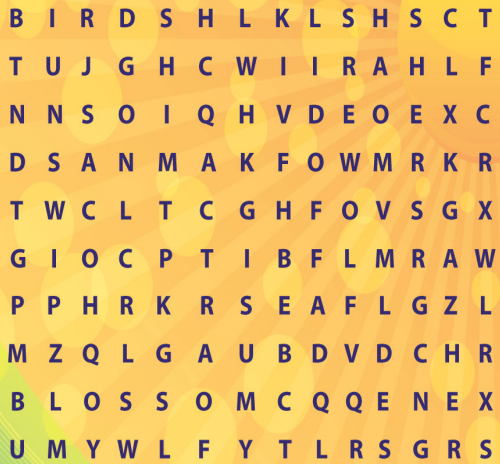 B I R D S H L K L S H S C T
T U J G H C W I I R A H L F
N N S O I Q H V D E O E X C
D S A N M A K F O W M R K R
T W C L T C G H F O V S G X
G I O C P T I B F L M R A W
P P H R K R S E A F L G Z L
M Z Q L G A U B D V D C H R
B L O S S O M C Q Q E N E X
U M Y W L F Y T L R S G R S